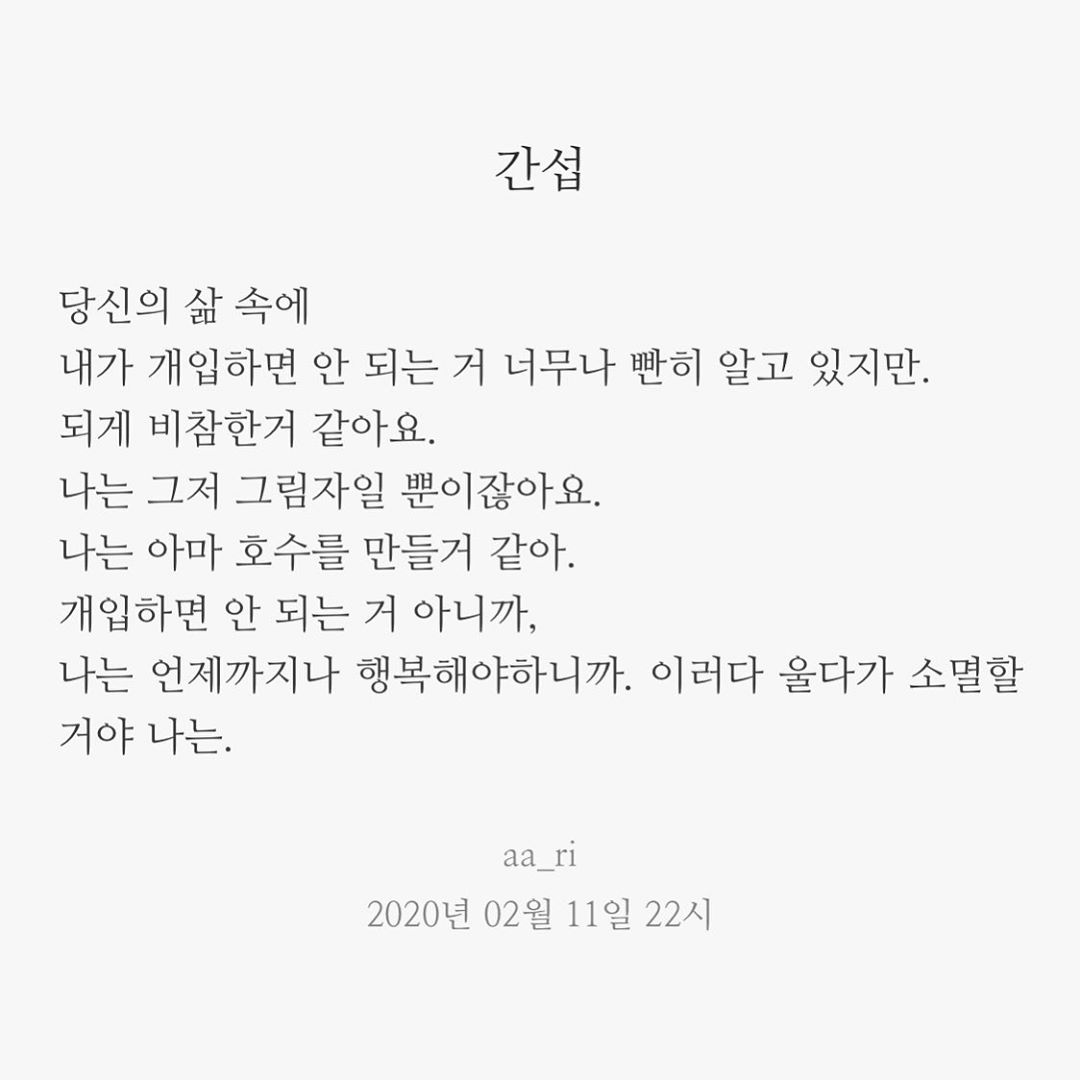 간섭
당신의 삶 속에
내가 개입하면 안 되는 거 너무나 빤히 알고 있지만.
되게 비참한거 같아요.
나는 그저 그림자일 뿐이잖아요.
나는 아마 호수를 만들거 같아.
개입하면 안 되는 거 아니까,
나는 언제까지나 행복해야하니까. 이러다 울다가 소멸할
거야 나는.
aa_ri
2020년 02월 11일 22시